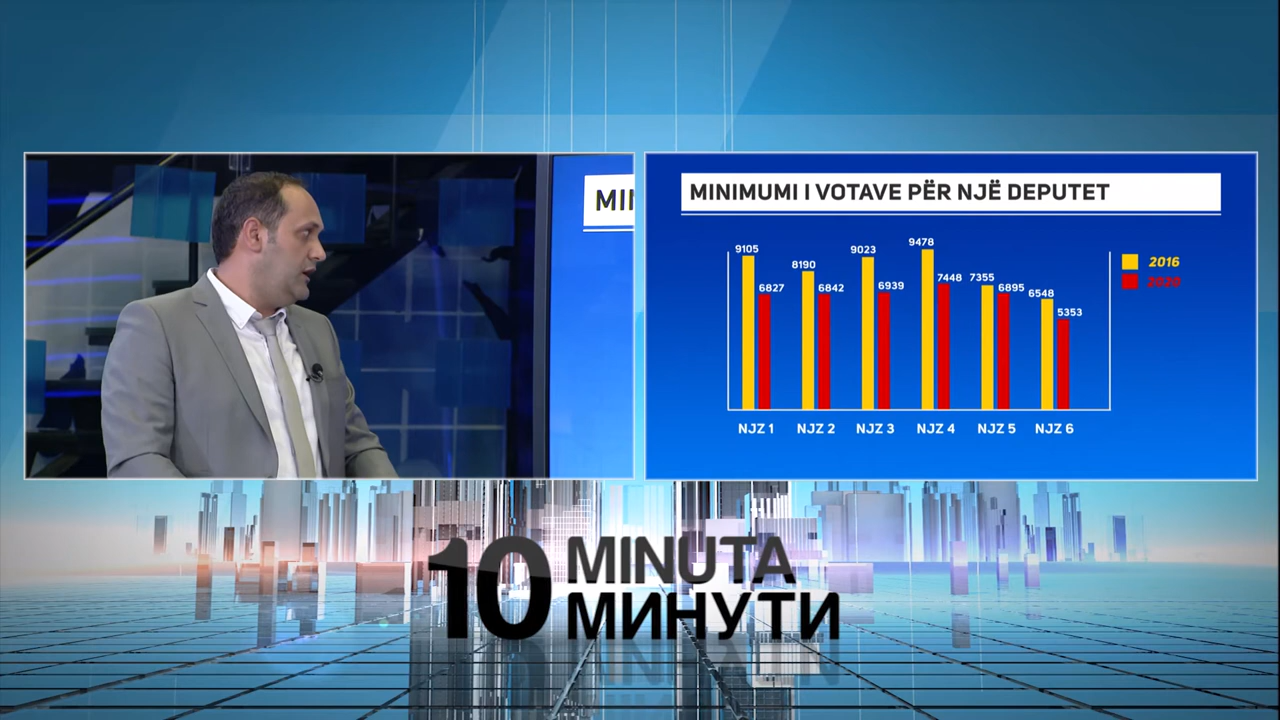 MI
MINIMUMI I VOTAVE PËR NJË DEPUTET
9105 6827 8190 6842 9023 6939 9478 7448 7355 6895 6548 5353
2016
2020
NJZ 1 NJZ 2 NJZ 3 NJZ 4 NJZ 5 NJZ 6
10 MINUTA
МИНУТИ